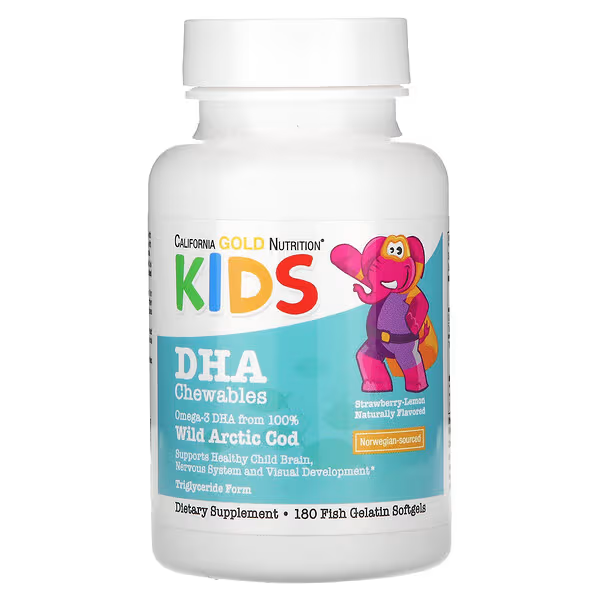 CALIFORNIA GOLD NUTRITION®
KIDS
DHA
Chewables
Omega-3 DHA from 100%
Wild Arctic Cod
Supports Healthy Child Brain,
Nervous System and Visual Development*
Triglyceride Form
Strawberry-Lemon
Naturally Flavored
Norwegian-sourced
Dietary Supplement • 180 Fish Gelatin Softgels